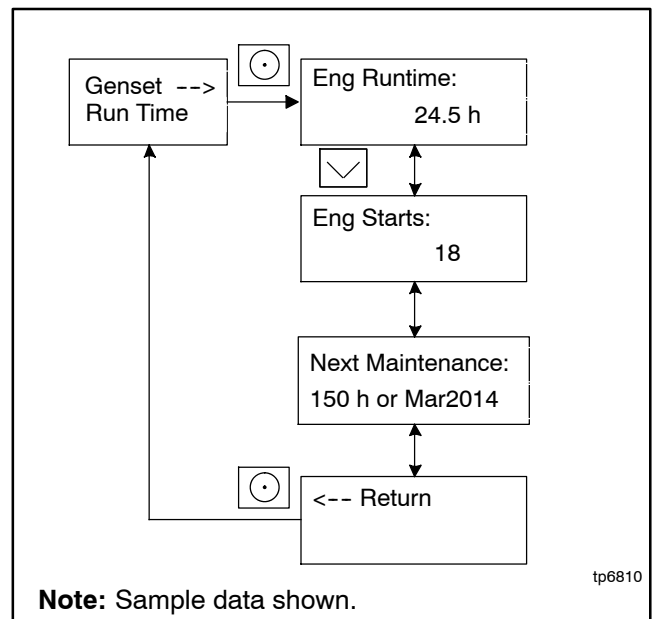 Genset -->
Run Time
Eng Runtime:
24.5 h
Eng Starts:
18
Next Maintenance:
150 h or Mar2014
<-- Return
tp6810
Note: Sample data shown.